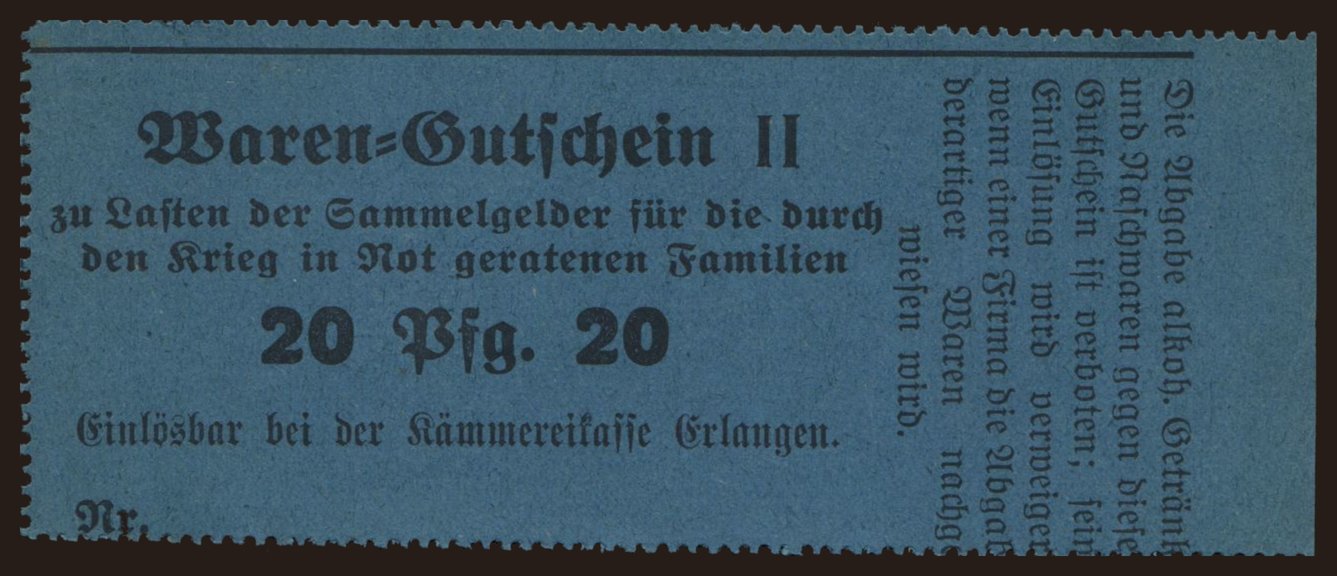 Waren-Gutschein II
zu Lasten der Sammelgelder für die durch
den Krieg in Not geratenen Familien
20 Pfg. 20
Einlösbar bei der Kämmereikasse Erlangen.
Nr.
Die Abgabe alkoh. Getränk
und Naschwaren gegen diese
Gutschein ist verboten; sein
Einlösung wird verweiger
wenn einer Firma die Abgab
derartiger Waren nachge
wiesen wird.